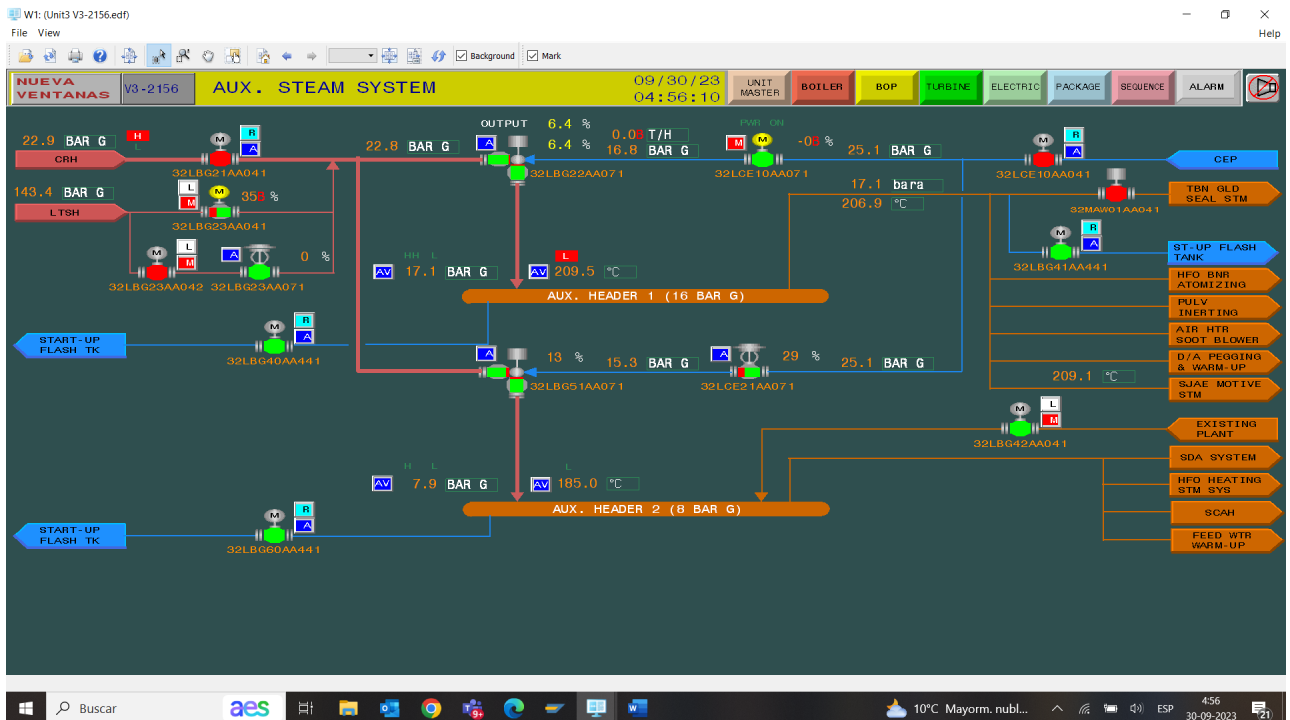 W1: (Unit3 V3-2156.edf)
File View
Help
Background
Mark
NUEVA
VENTANAS
V3-2156
AUX. STEAM SYSTEM
09/30/23
04:56:10
UNIT
MASTER
BOILER
BOP
TURBINE
ELECTRIC
PACKAGE
SEQUENCE
ALARM
OUTPUT 6.4 %
6.4 %
PWR ON
22.9 BAR G
H
L
M
R
A
CRH
32LBG21AA041
22.8 BAR G
A
32LBG22AA071
0.0 T/H
16.8 BAR G
M
M
%
32LCE10AA071
25.1 BAR G
M
R
A
32LCE10AA041
CEP
143.4 BAR G
LTSH
L
M
M
35 %
32LBG23AA041
17.1 bara
206.9 °C
32MAW01AA041
TBN GLD
SEAL STM
M
L
M
A
0 %
32LBG23AA042
32LBG23AA071
HH L
AV 17.1 BAR G
L
AV 209.5 °C
M
R
A
32LBG41AA441
ST-UP FLASH
TANK
HFO BNR
ATOMIZING
AUX. HEADER 1 (16 BAR G)
PULV
INERTING
START-UP
FLASH TK
M
R
A
32LBG40AA441
AIR HTR
SOOT BLOWER
A
13 %
32LBG51AA071
15.3 BAR G
A
29 %
32LCE21AA071
25.1 BAR G
D/A PEGGING
& WARM-UP
209.1 °C
SJAE MOTIVE
STM
M
L
M
32LBG42AA041
EXISTING
PLANT
SDA SYSTEM
H L
AV 7.9 BAR G
L
AV 185.0 °C
HFO HEATING
STM SYS
AUX. HEADER 2 (8 BAR G)
SCAH
START-UP
FLASH TK
M
R
A
32LBG60AA441
FEED WTR
WARM-UP
Buscar
aes
10°C Mayorm. nubl...
ESP
4:56
30-09-2023
21